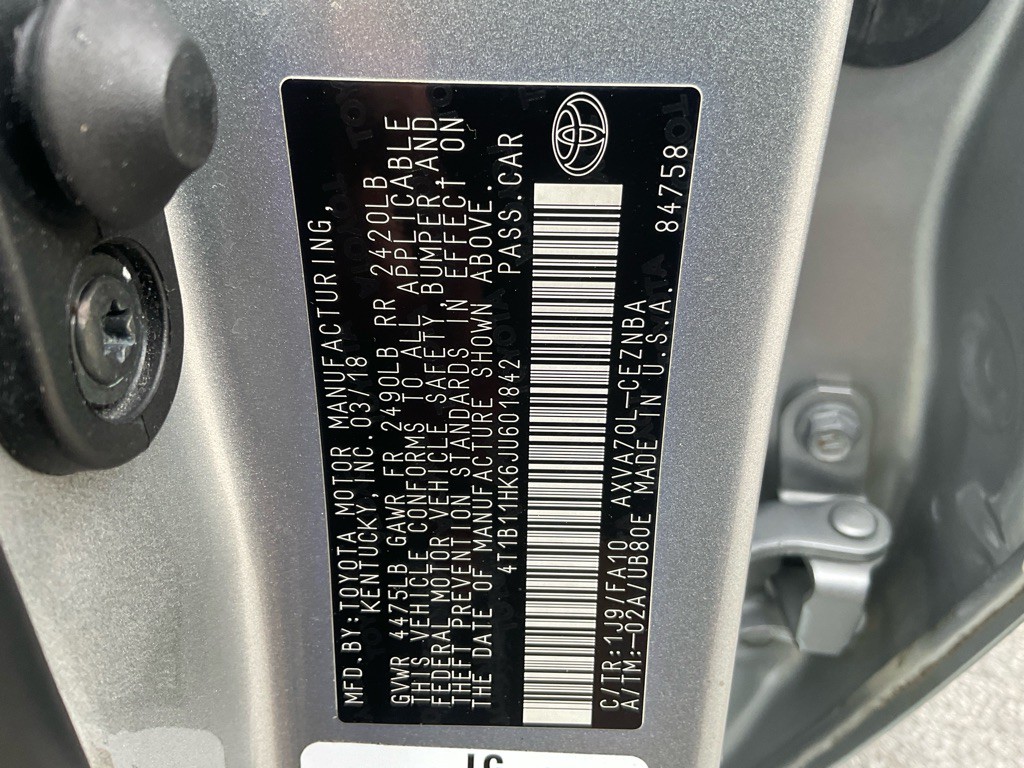 MFD.BY:TOYOTA MOTOR MANUFACTURING,
KENTUCKY,INC. 03/18
GVWR 4475LB GAWR FR 2490LB RR 2420LB
THIS VEHICLE CONFORMS TO ALL APPLICABLE
FEDERAL MOTOR VEHICLE SAFETY, BUMPER, AND
THEFT PREVENTION STANDARDS IN EFFECT ON
THE DATE OF MANUFACTURE SHOWN ABOVE.
4T1B11HK6JU601842 PASS.CAR
C/TR:1J9/FA10 AXVA70L-CEZNBA
A/TM:-02A/UB80E MADE IN U.S.A. 84758